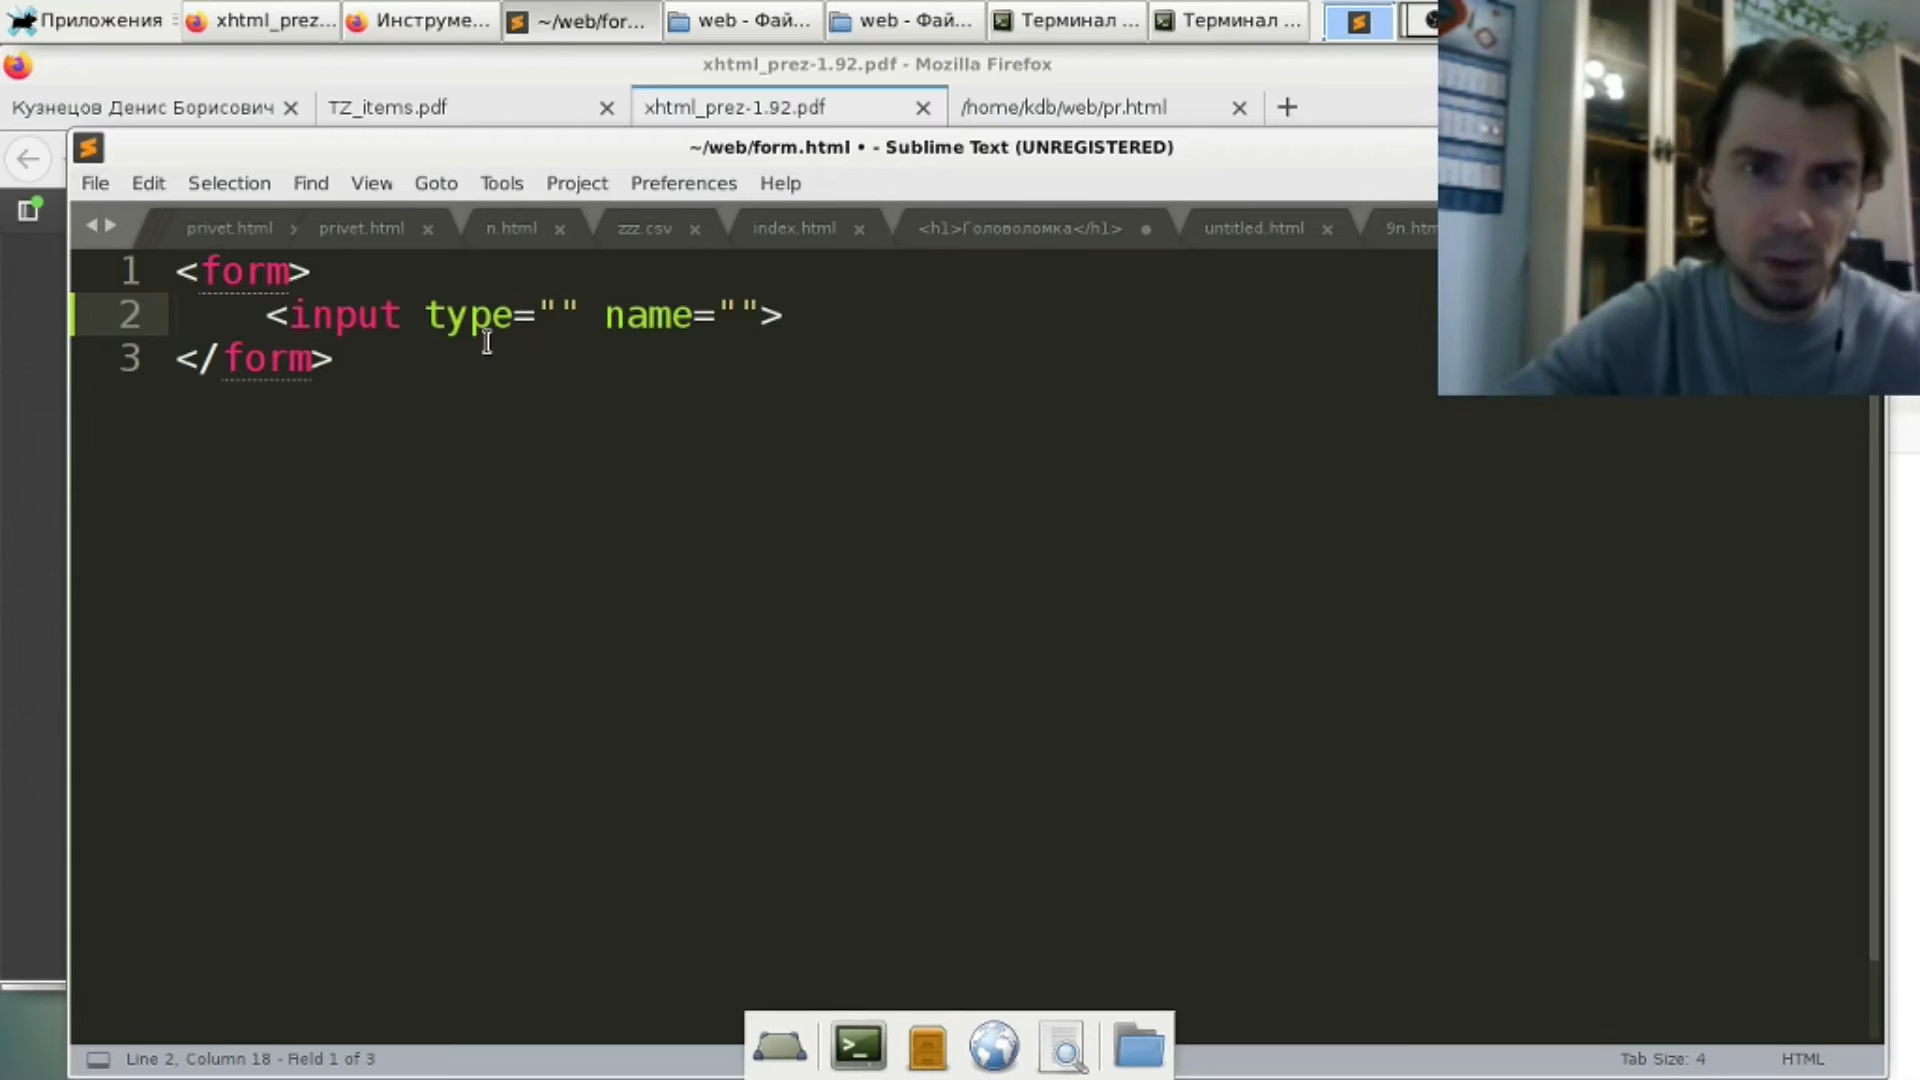 Приложения xhtml_prez... Инструме... ~/web/for... web - Фай... web - Фай... Терминал ... Терминал ...
xhtml_prez-1.92.pdf - Mozilla Firefox
Кузнецов Денис Борисович TZ_items.pdf xhtml_prez-1.92.pdf /home/kdb/web/pr.html
~/web/form.html • - Sublime Text (UNREGISTERED)
File Edit Selection Find View Goto Tools Project Preferences Help
privet.html privet.html n.html zzz.csv index.html <h1>Головоломка</h1> untitled.html 9n.htm
1 <form>
2 <input type="" name="">
3 </form>
Line 2, Column 18 - Field 1 of 3 Tab Size: 4 HTML